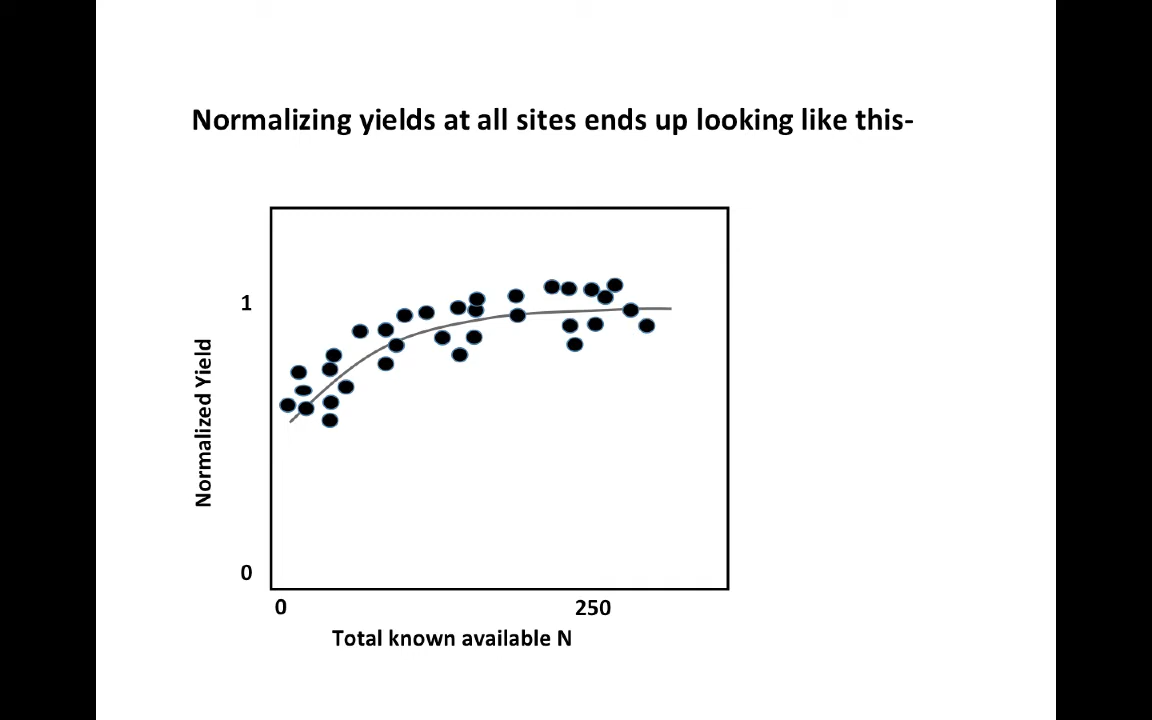 Normalizing yields at all sites ends up looking like this-
1
Normalized Yield
0
0 250
Total known available N